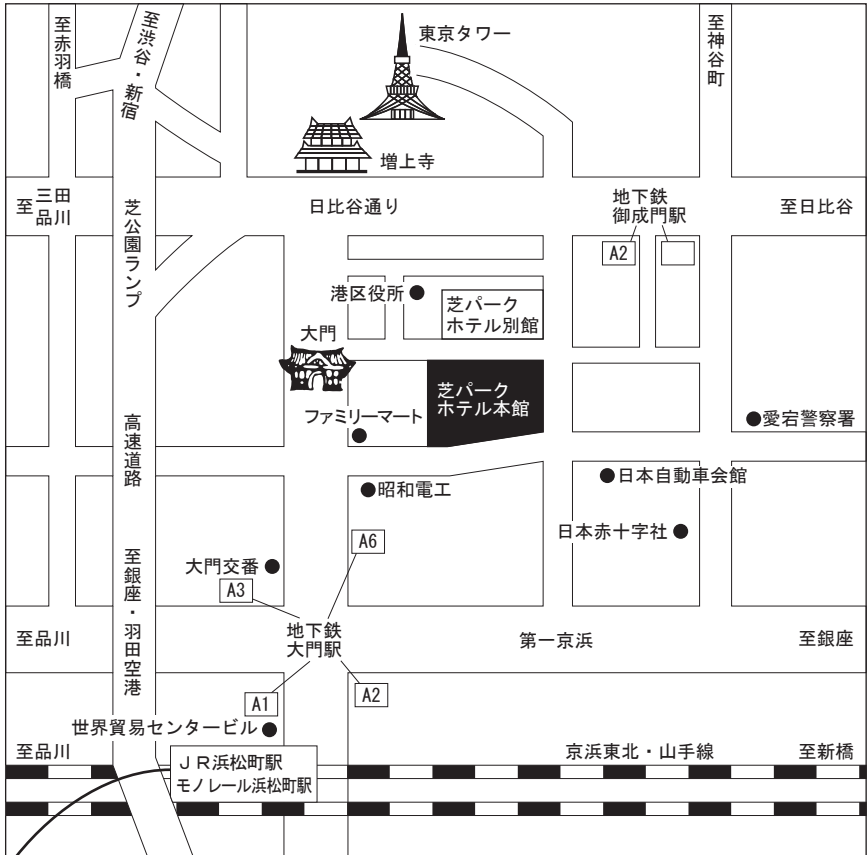 至赤羽橋
至渋谷・新宿
東京タワー
至神谷町
増上寺
至三田
品川
芝公園ランプ
日比谷通り
地下鉄
御成門駅
至日比谷
A2
港区役所
芝パーク
ホテル別館
大門
芝パーク
ホテル本館
ファミリーマート
愛宕警察署
高速道路
昭和電工
日本自動車会館
日本赤十字社
A6
大門交番
A3
至銀座・羽田空港
至品川
地下鉄
大門駅
第一京浜
至銀座
A1
A2
世界貿易センタービル
至品川
JR浜松町駅
モノレール浜松町駅
京浜東北・山手線
至新橋